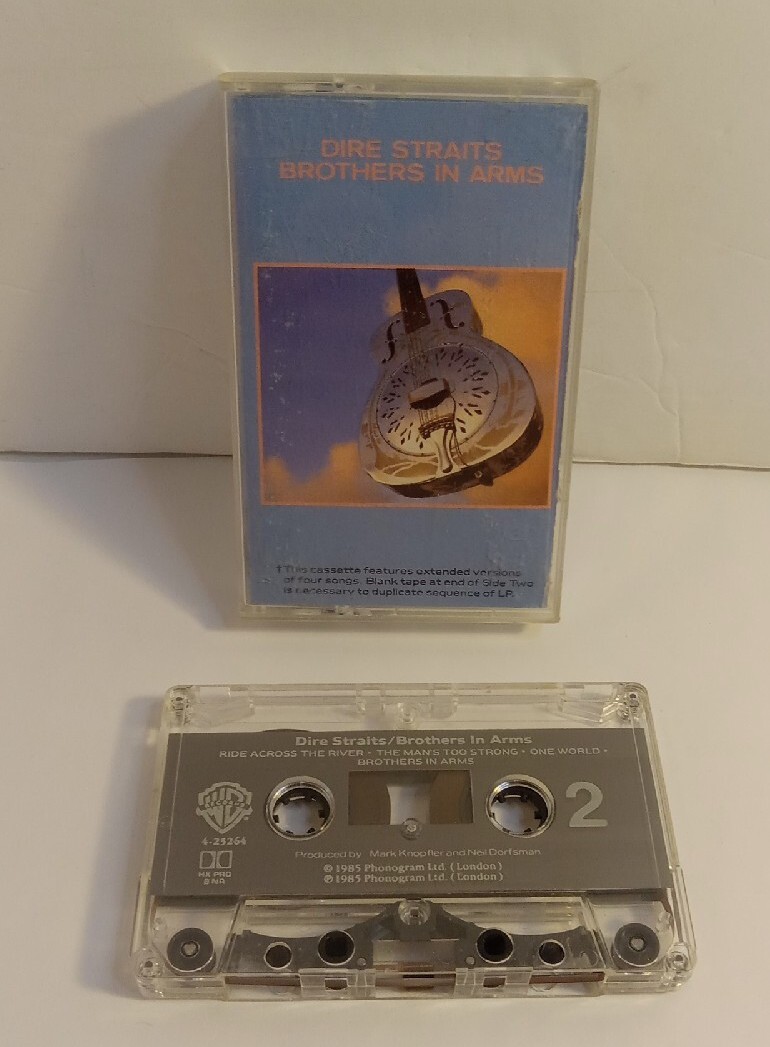 DIRE STRAITS
BROTHERS IN ARMS
†This cassette features extended versions
of four songs. Blank tape at end of Side Two
is necessary to duplicate sequence of LP.
Dire Straits/Brothers In Arms
RIDE ACROSS THE RIVER • THE MAN'S TOO STRONG • ONE WORLD •
BROTHERS IN ARMS
4-25264
2
HX PRO
B NR
Produced by Mark Knopfler and Neil Dorfsman
© 1985 Phonogram Ltd. (London)
℗ 1985 Phonogram Ltd. (London)